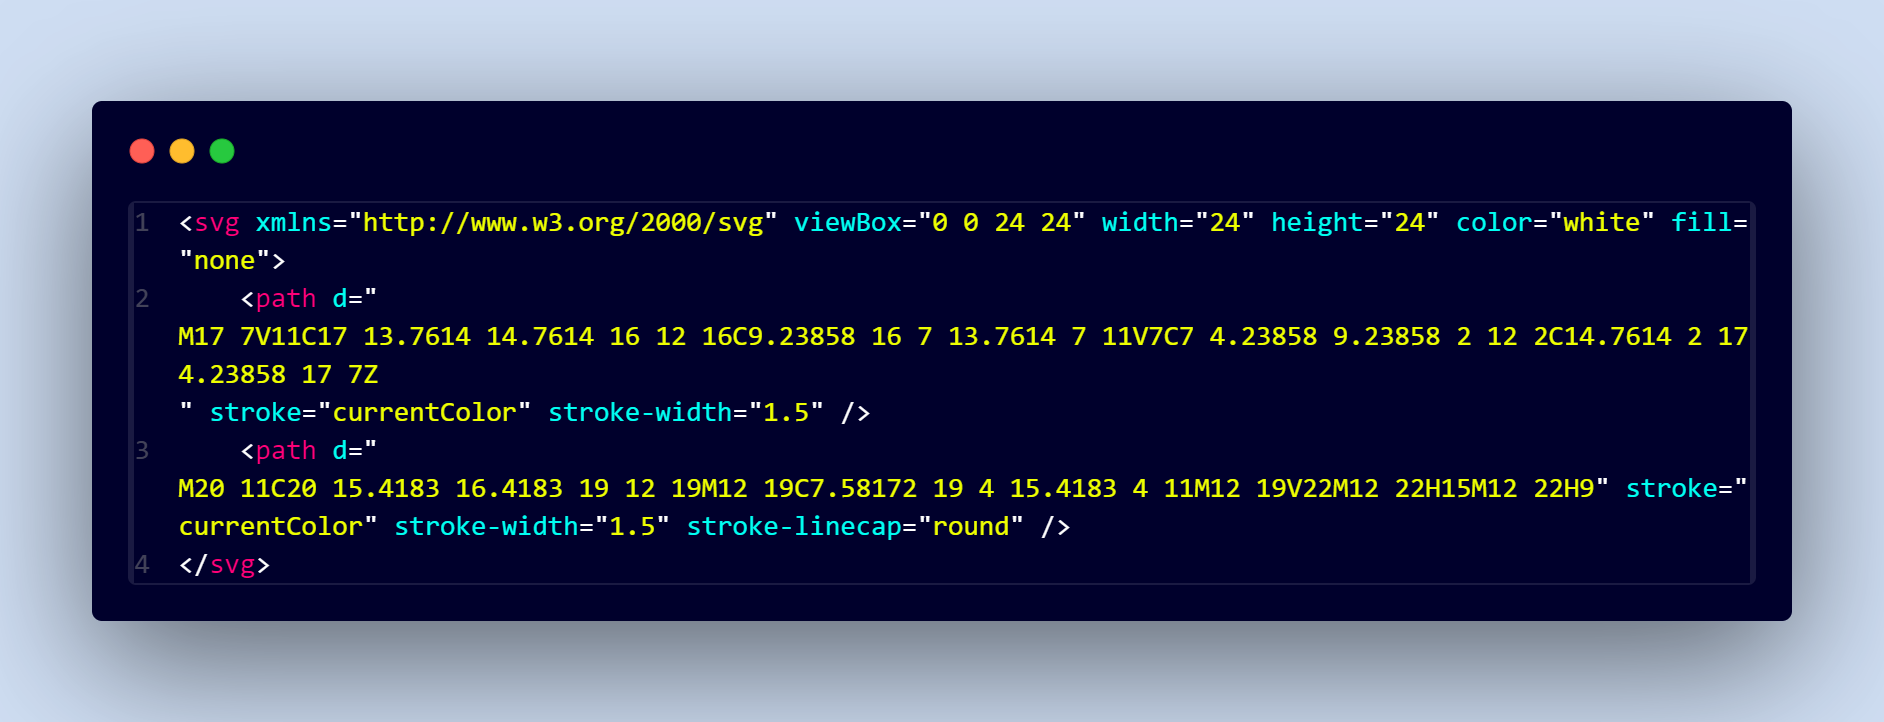 1 <svg xmlns="http://www.w3.org/2000/svg" viewBox="0 0 24 24" width="24" height="24" color="white" fill=
"none">
2     <path d="
M17 7V11C17 13.7614 14.7614 16 12 16C9.23858 16 7 13.7614 7 11V7C7 4.23858 9.23858 2 12 2C14.7614 2 17
4.23858 17 7Z
" stroke="currentColor" stroke-width="1.5" />
3     <path d="
M20 11C20 15.4183 16.4183 19 12 19M12 19C7.58172 19 4 15.4183 4 11M12 19V22M12 22H15M12 22H9" stroke="
currentColor" stroke-width="1.5" stroke-linecap="round" />
4 </svg>